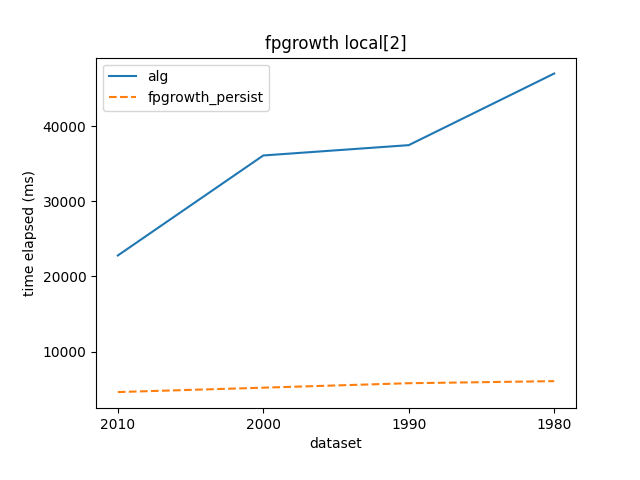 fpgrowth local[2]
alg
fpgrowth_persist
40000
30000
20000
10000
time elapsed (ms)
2010 2000 1990 1980
dataset